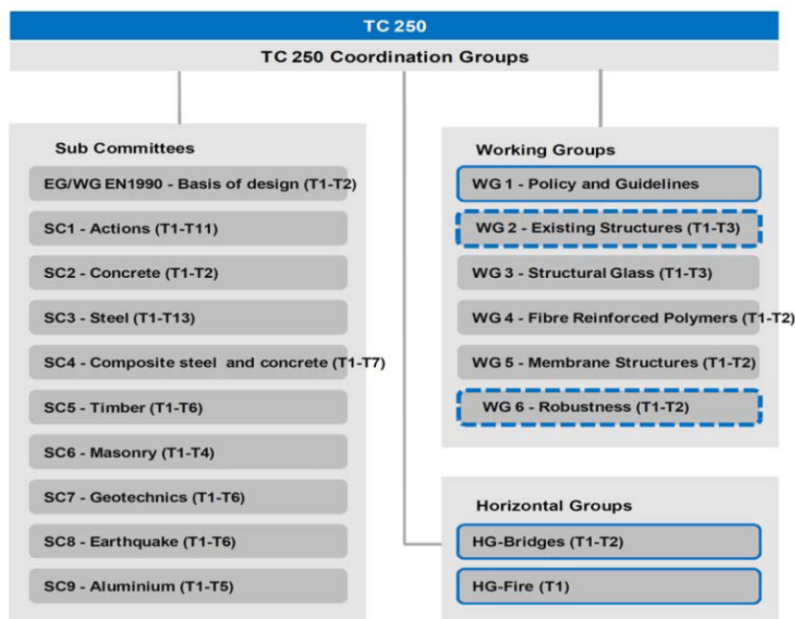 TC 250
TC 250 Coordination Groups
Sub Committees
EG/WG EN1990 - Basis of design (T1-T2)
SC1 - Actions (T1-T11)
SC2 - Concrete (T1-T2)
SC3 - Steel (T1-T13)
SC4 - Composite steel and concrete (T1-T7)
SC5 - Timber (T1-T6)
SC6 - Masonry (T1-T4)
SC7 - Geotechnics (T1-T6)
SC8 - Earthquake (T1-T6)
SC9 - Aluminium (T1-T5)
Working Groups
WG 1 - Policy and Guidelines
WG 2 - Existing Structures (T1-T3)
WG 3 - Structural Glass (T1-T3)
WG 4 - Fibre Reinforced Polymers (T1-T2)
WG 5 - Membrane Structures (T1-T2)
WG 6 - Robustness (T1-T2)
Horizontal Groups
HG-Bridges (T1-T2)
HG-Fire (T1)